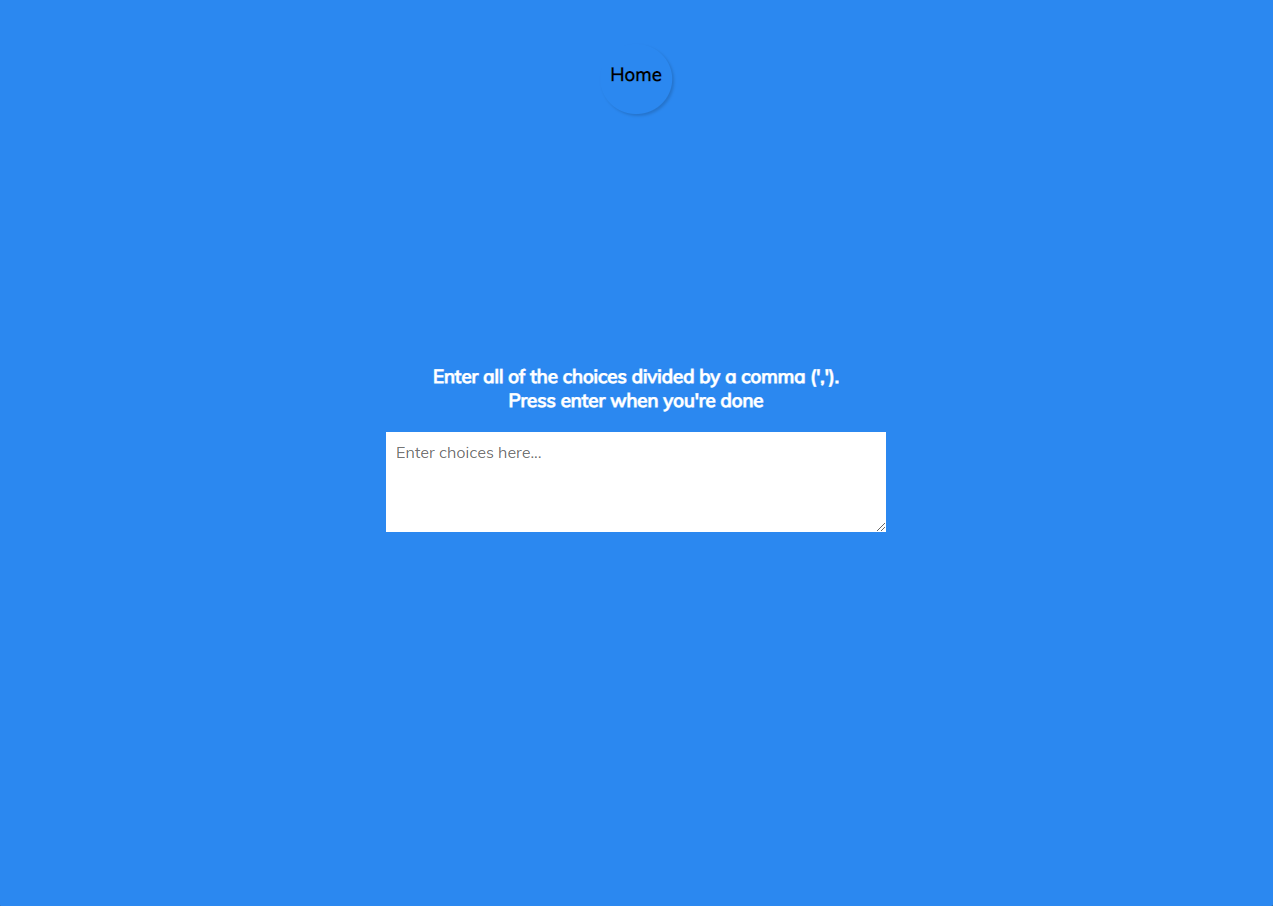 Home
Enter all of the choices divided by a comma (',').
Press enter when you're done
Enter choices here...